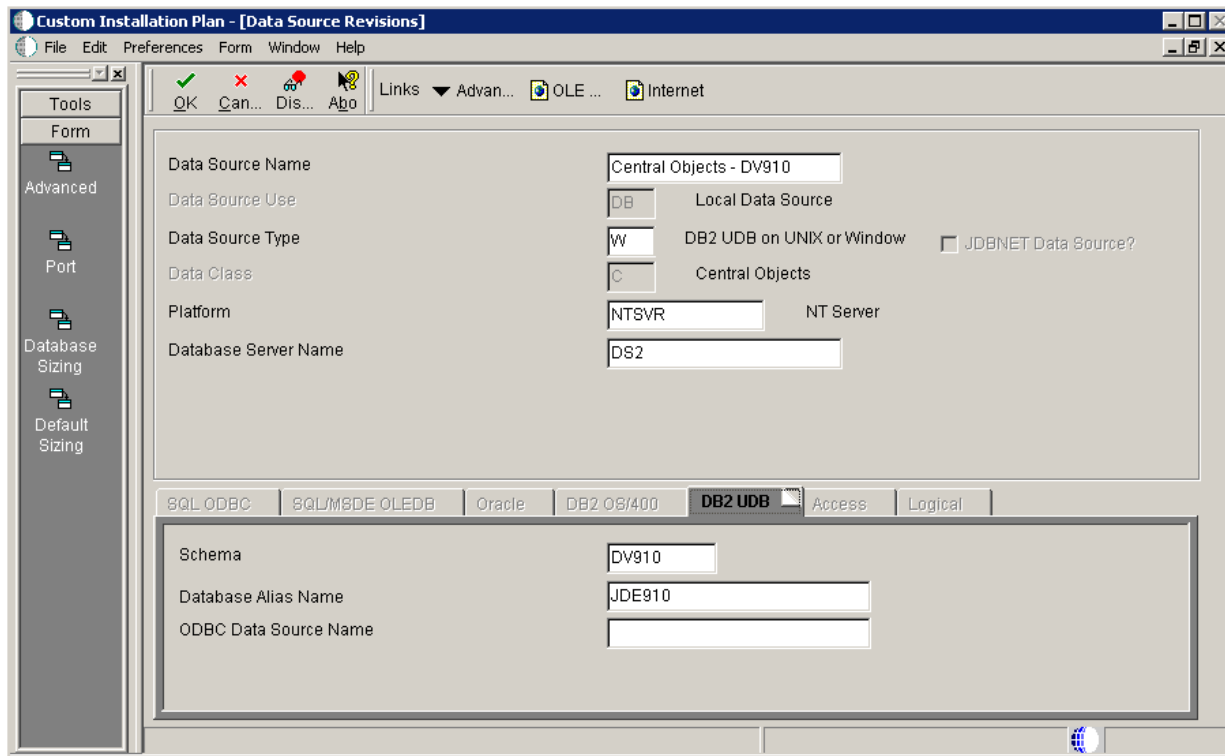 Custom Installation Plan - [Data Source Revisions]
File Edit Preferences Form Window Help
Tools
Form
Advanced
Port
Database
Sizing
Default
Sizing
OK Can... Dis... Abo Links Advan... OLE ... Internet
Data Source Name Central Objects - DV910
Data Source Use DB Local Data Source
Data Source Type W DB2 UDB on UNIX or Window JDBNET Data Source?
Data Class C Central Objects
Platform NTSVR NT Server
Database Server Name DS2
SQL ODBC SQL/MSDE OLEDB Oracle DB2 OS/400 DB2 UDB Access Logical
Schema DV910
Database Alias Name JDE910
ODBC Data Source Name